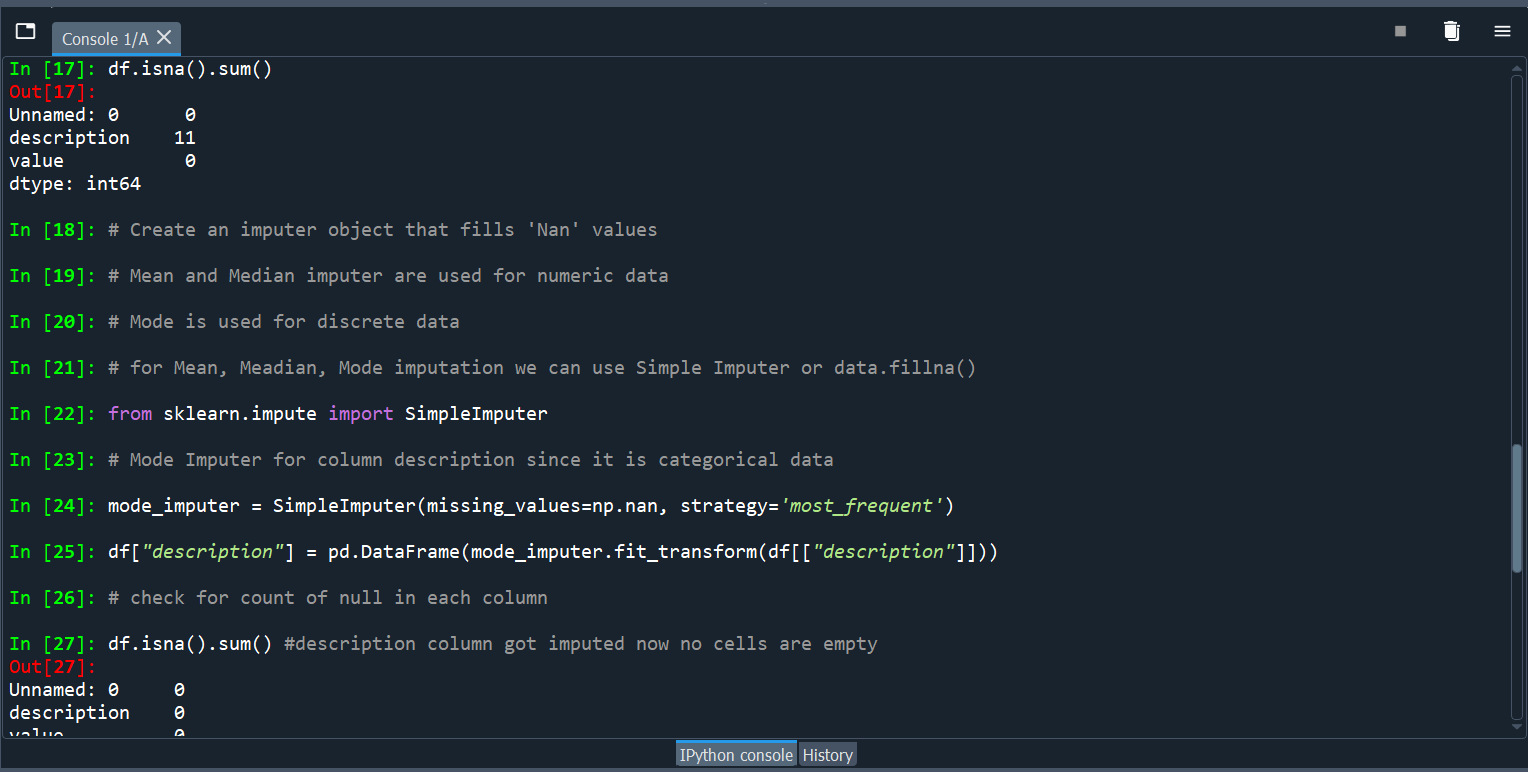 Console 1/A
In [17]: df.isna().sum()
Out[17]:
Unnamed: 0      0
description    11
value           0
dtype: int64
In [18]: # Create an imputer object that fills 'Nan' values
In [19]: # Mean and Median imputer are used for numeric data
In [20]: # Mode is used for discrete data
In [21]: # for Mean, Meadian, Mode imputation we can use Simple Imputer or data.fillna()
In [22]: from sklearn.impute import SimpleImputer
In [23]: # Mode Imputer for column description since it is categorical data
In [24]: mode_imputer = SimpleImputer(missing_values=np.nan, strategy='most_frequent')
In [25]: df["description"] = pd.DataFrame(mode_imputer.fit_transform(df[["description"]]))
In [26]: # check for count of null in each column
In [27]: df.isna().sum() #description column got imputed now no cells are empty
Out[27]:
Unnamed: 0     0
description    0
value          0
IPython console History